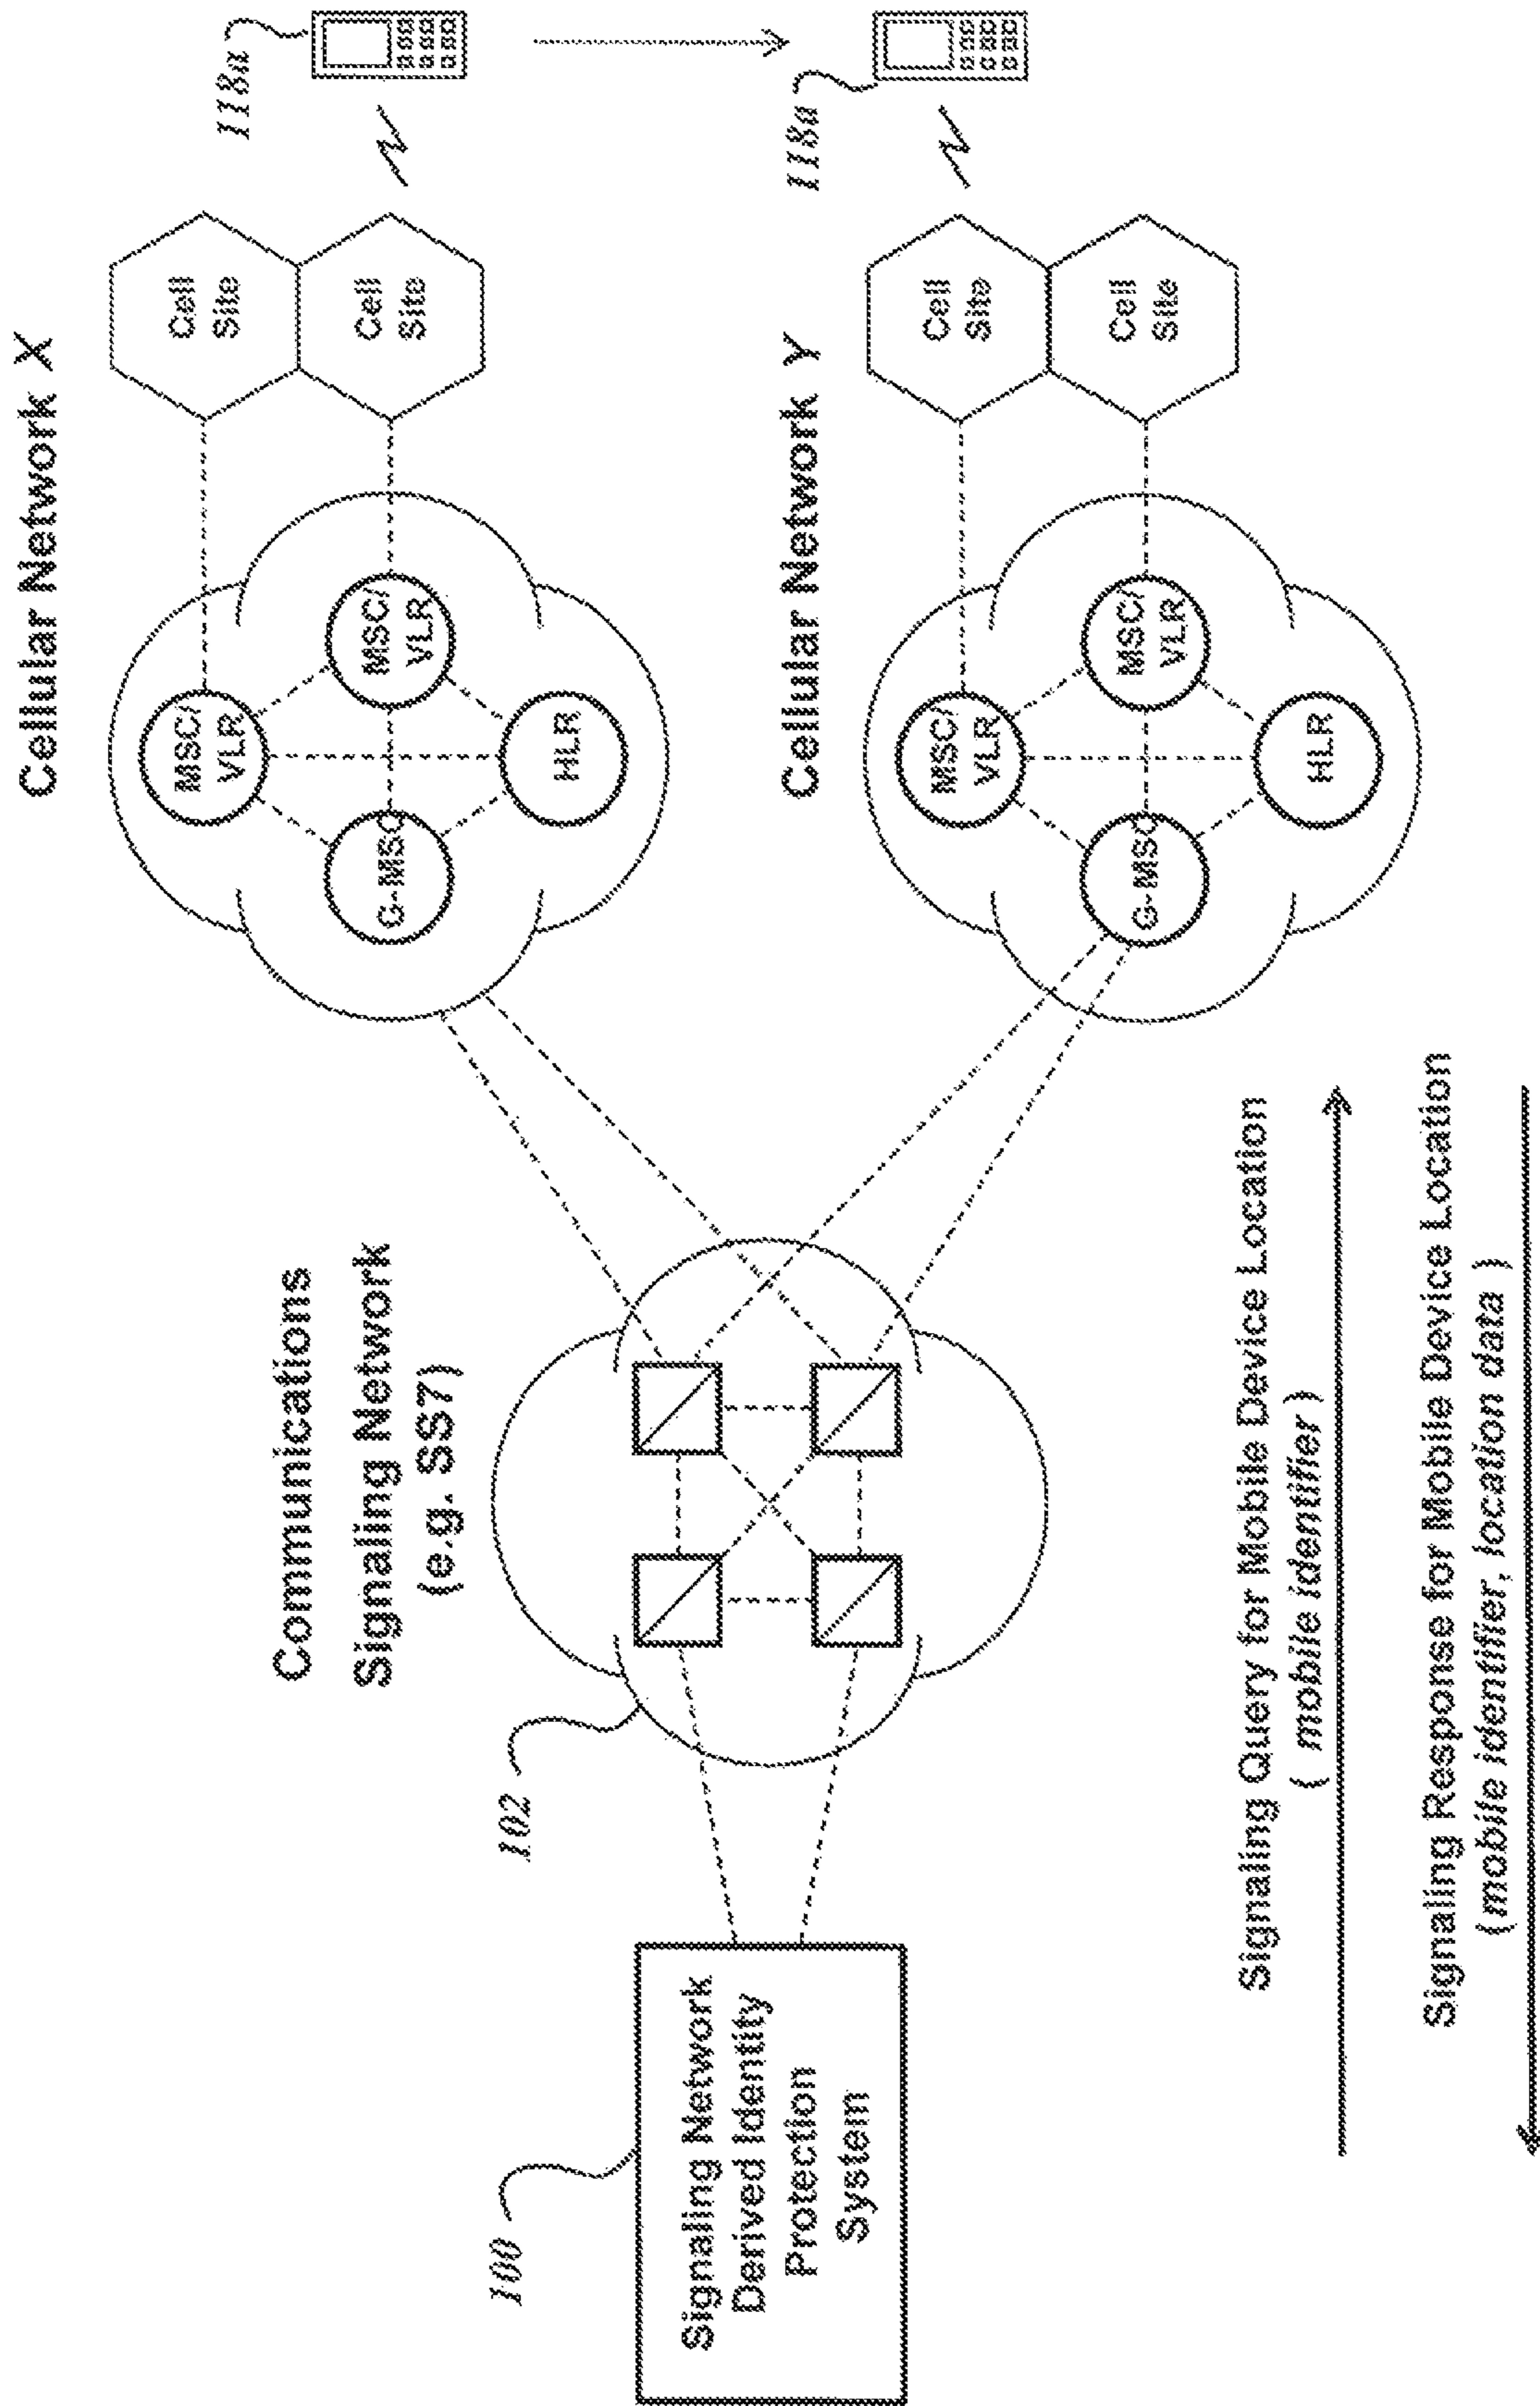 Cellular Network X
118a
Cell
Site
Cell
Site
MSC/
VLR
MSC/
VLR
G-MSC
HLR
Cellular Network Y
118a
Cell
Site
Cell
Site
MSC/
VLR
MSC/
VLR
G-MSC
HLR
Communications
Signaling Network
(e.g. SS7)
102
100
Signaling Network
Derived Identity
Protection
System
Signaling Query for Mobile Device Location
( mobile identifier )
Signaling Response for Mobile Device Location
(mobile identifier, location data )